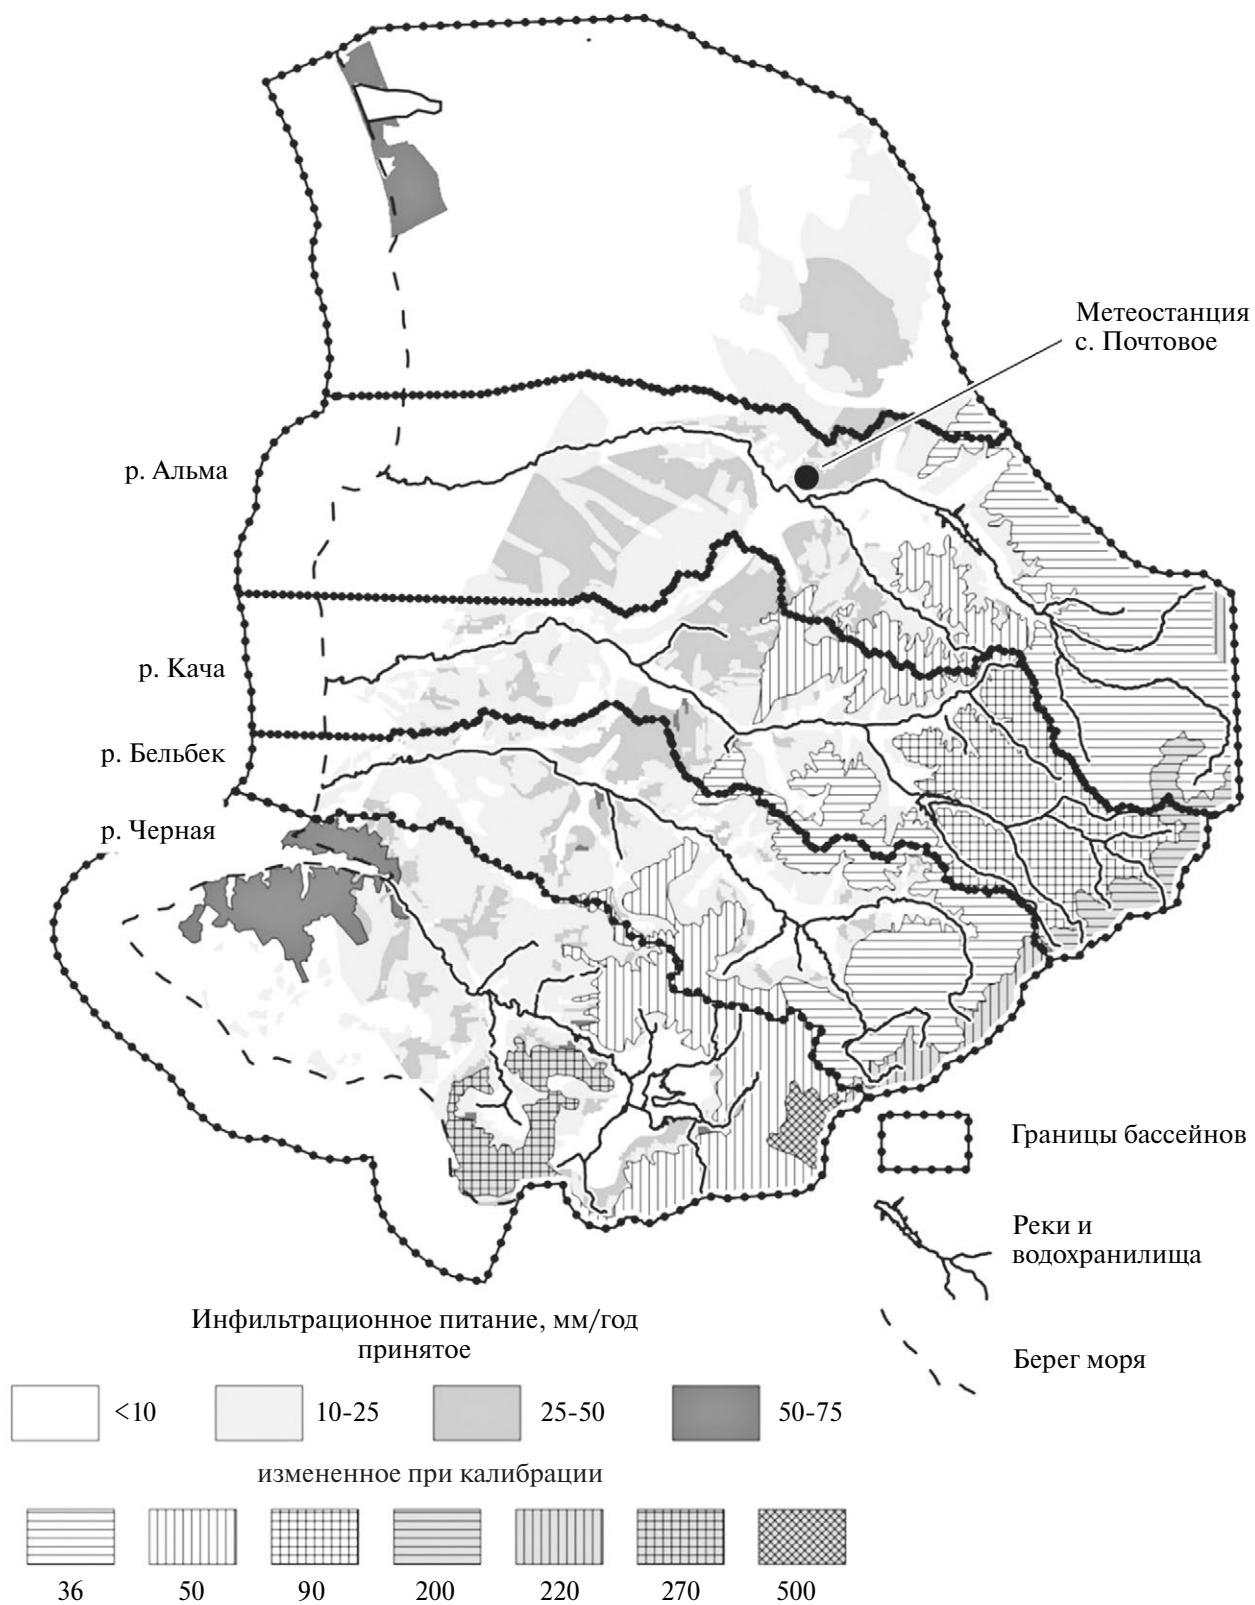 Метеостанция
с. Почтовое
р. Альма
р. Кача
р. Бельбек
р. Черная
Границы бассейнов
Реки и
водохранилища
Берег моря
Инфильтрационное питание, мм/год
принятое
<10 10-25 25-50 50-75
измененное при калибрации
36 50 90 200 220 270 500